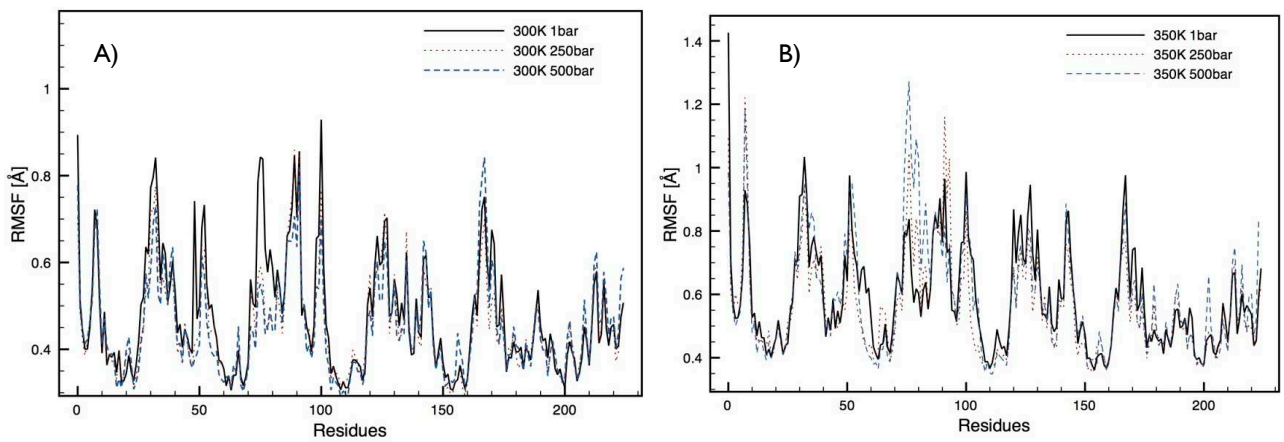 A)
300K 1bar
300K 250bar
300K 500bar
1
0.8
0.6
0.4
RMSF [Å]
0
50
100
150
200
Residues
B)
350K 1bar
350K 250bar
350K 500bar
1.4
1.2
1
0.8
0.6
0.4
RMSF [Å]
0
50
100
150
200
Residues